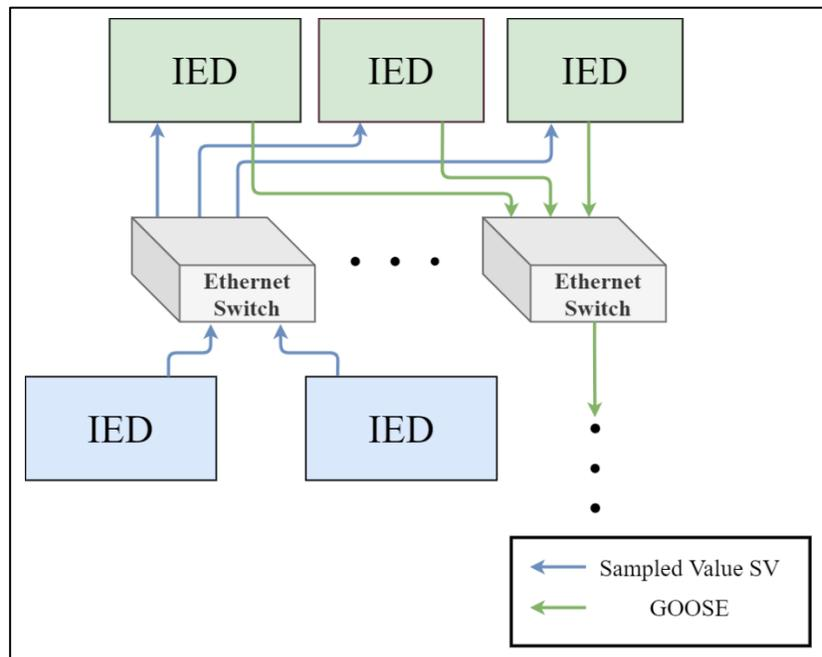 IED
IED
IED
Ethernet
Switch
Ethernet
Switch
IED
IED
Sampled Value SV
GOOSE